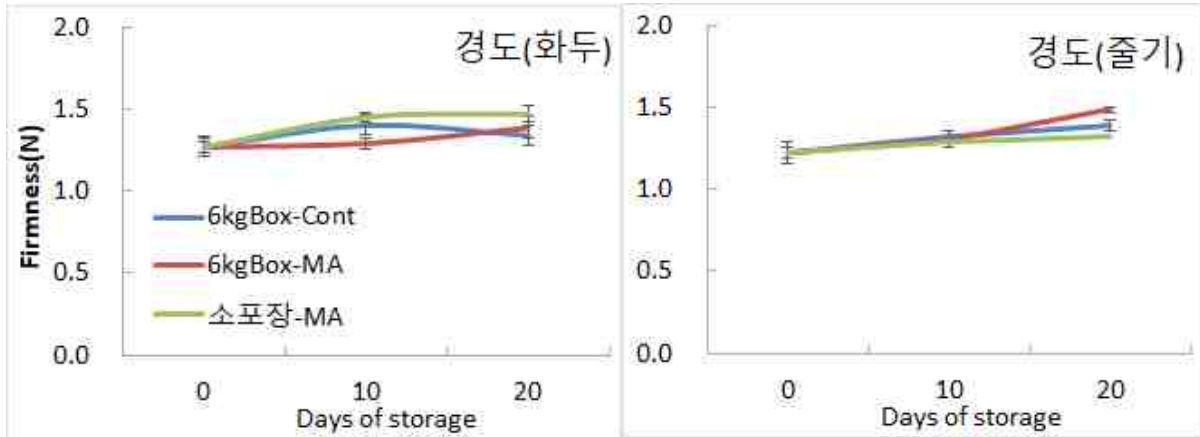 경도(화두)
Firmness(N)
2.0
1.5
1.0
0.5
0.0
6kgBox-Cont
6kgBox-MA
소포장-MA
0 10 20
Days of storage
경도(줄기)
2.0
1.5
1.0
0.5
0.0
0 10 20
Days of storage